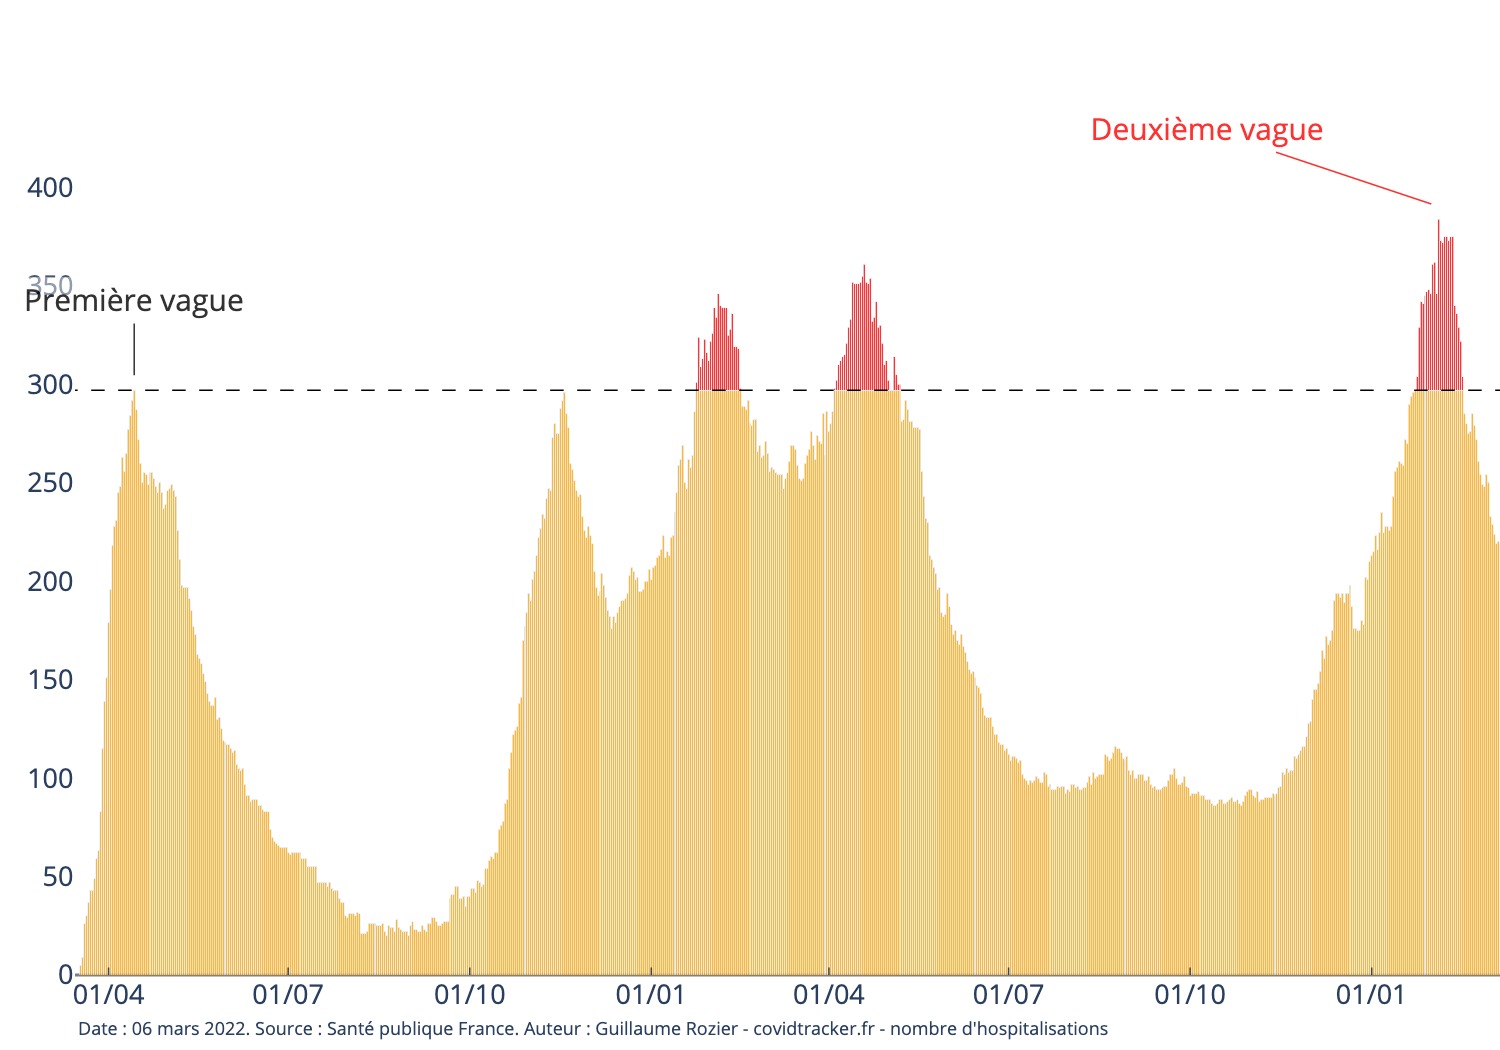 Deuxième vague
400
350
Première vague
300
250
200
150
100
50
0
01/04 01/07 01/10 01/01 01/04 01/07 01/10 01/01
Date : 06 mars 2022. Source : Santé publique France. Auteur : Guillaume Rozier - covidtracker.fr - nombre d'hospitalisations